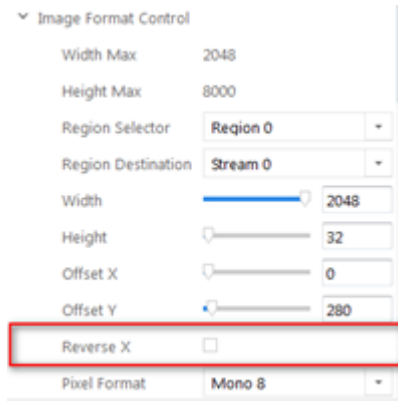 Image Format Control
Width Max 2048
Height Max 8000
Region Selector Region 0
Region Destination Stream 0
Width 2048
Height 32
Offset X 0
Offset Y 280
Reverse X
Pixel Format Mono 8